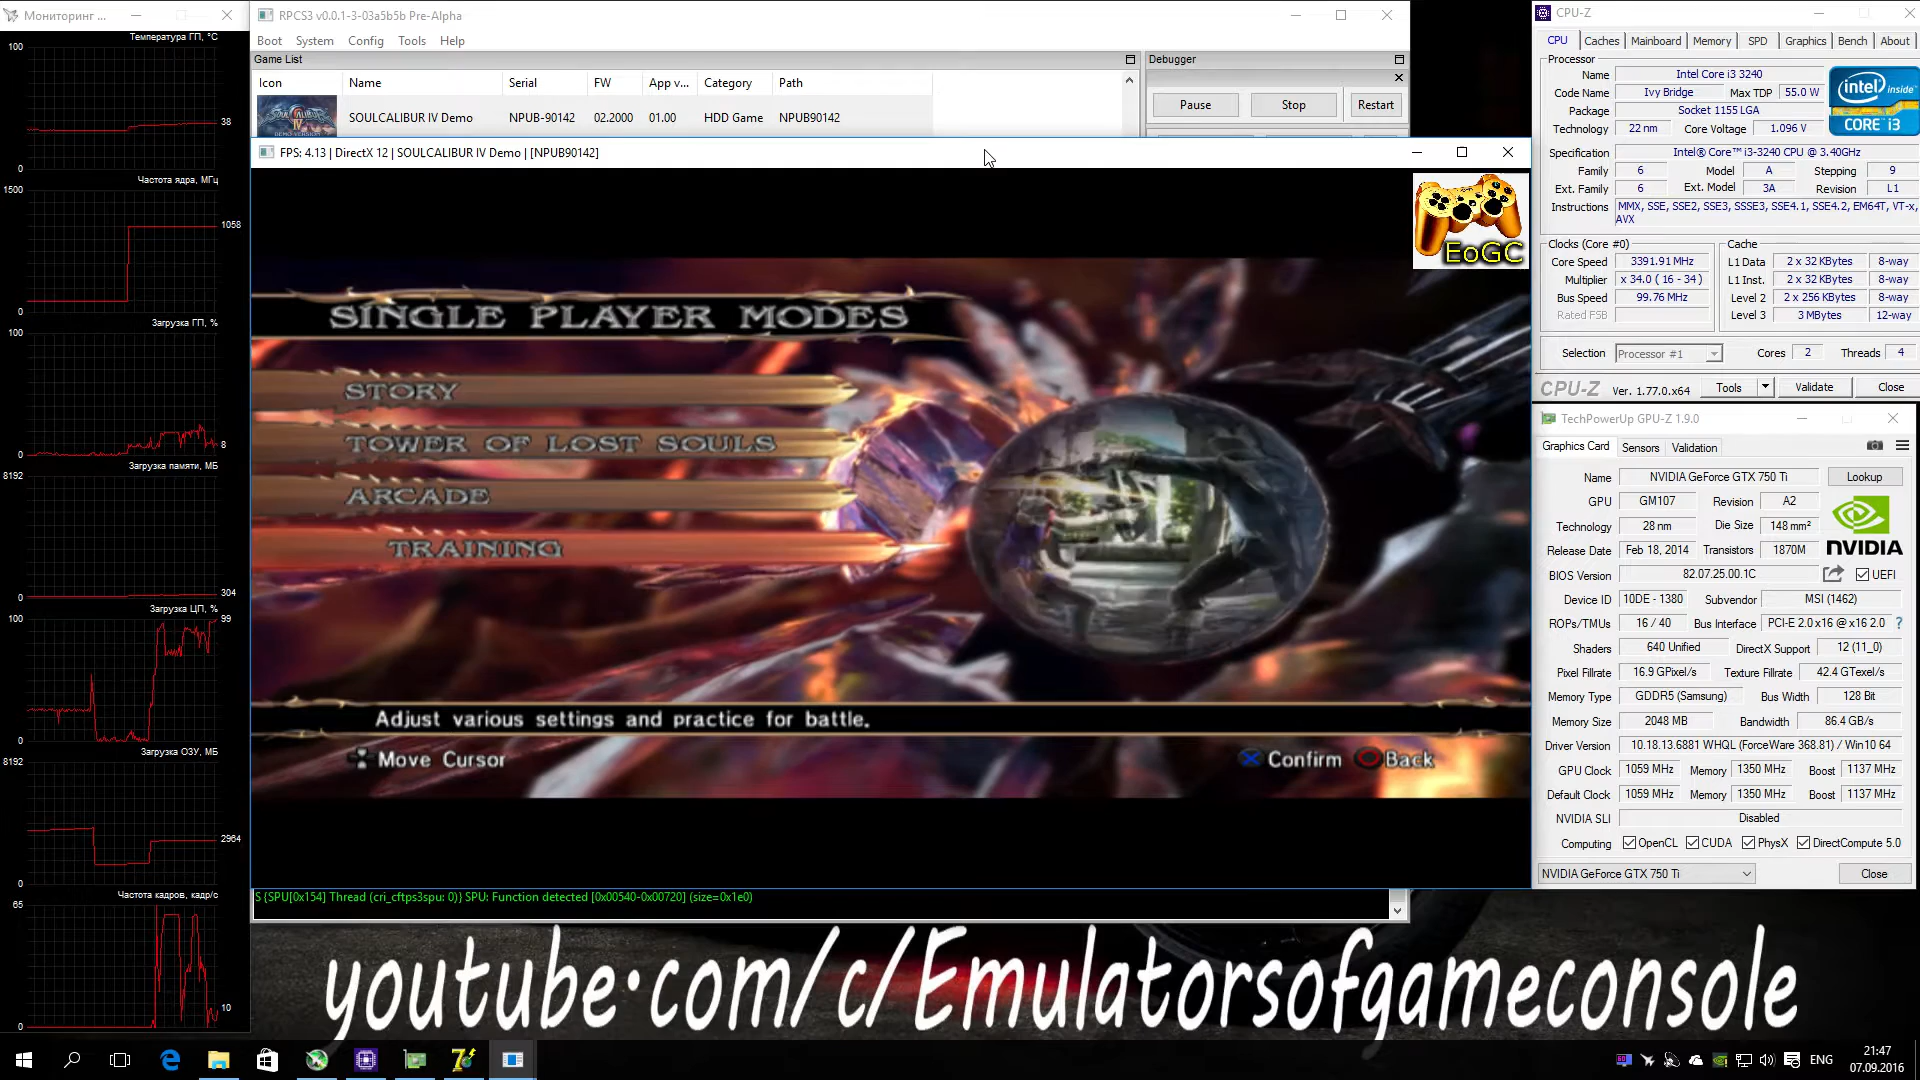 Мониторинг ...
Температура ГП, °C
100
38
0
Частота ядра, МГц
1500
1058
0
Загрузка ГП, %
100
8
0
Загрузка памяти, МБ
8192
304
0
Загрузка ЦП, %
100
99
0
Загрузка ОЗУ, МБ
8192
2964
0
Частота кадров, кадр/с
65
10
0
RPCS3 v0.0.1-3-03a5b5b Pre-Alpha
Boot System Config Tools Help
Game List
Icon Name Serial FW App v... Category Path
SOULCALIBUR IV Demo NPUB-90142 02.2000 01.00 HDD Game NPUB90142
Debugger
Pause Stop Restart
FPS: 4.13 | DirectX 12 | SOULCALIBUR IV Demo | [NPUB90142]
EoGC
SINGLE PLAYER MODES
STORY
TOWER OF LOST SOULS
ARCADE
TRAINING
Adjust various settings and practice for battle.
Move Cursor
Confirm Back
S {SPU[0x154] Thread (cri_cftps3spu: 0)} SPU: Function detected [0x00540-0x00720] (size=0x1e0)
youtube.com/c/Emulatorsofgameconsole
CPU-Z
CPU Caches Mainboard Memory SPD Graphics Bench About
Processor
Name Intel Core i3 3240
Code Name Ivy Bridge Max TDP 55.0 W
Package Socket 1155 LGA
Technology 22 nm Core Voltage 1.096 V
intel inside™
CORE i3
Specification Intel® Core™ i3-3240 CPU @ 3.40GHz
Family 6 Model A Stepping 9
Ext. Family 6 Ext. Model 3A Revision L1
Instructions MMX, SSE, SSE2, SSE3, SSSE3, SSE4.1, SSE4.2, EM64T, VT-x,
AVX
Clocks (Core #0)
Core Speed 3391.91 MHz
Multiplier x 34.0 ( 16 - 34 )
Bus Speed 99.76 MHz
Rated FSB
Cache
L1 Data 2 x 32 KBytes 8-way
L1 Inst. 2 x 32 KBytes 8-way
Level 2 2 x 256 KBytes 8-way
Level 3 3 MBytes 12-way
Selection Processor #1 Cores 2 Threads 4
CPU-Z Ver. 1.77.0.x64 Tools Validate Close
TechPowerUp GPU-Z 1.9.0
Graphics Card Sensors Validation
Name NVIDIA GeForce GTX 750 Ti Lookup
GPU GM107 Revision A2
Technology 28 nm Die Size 148 mm²
Release Date Feb 18, 2014 Transistors 1870M
NVIDIA
BIOS Version 82.07.25.00.1C UEFI
Device ID 10DE - 1380 Subvendor MSI (1462)
ROPs/TMUs 16 / 40 Bus Interface PCI-E 2.0 x16 @ x16 2.0 ?
Shaders 640 Unified DirectX Support 12 (11_0)
Pixel Fillrate 16.9 GPixel/s Texture Fillrate 42.4 GTexel/s
Memory Type GDDR5 (Samsung) Bus Width 128 Bit
Memory Size 2048 MB Bandwidth 86.4 GB/s
Driver Version 10.18.13.6881 WHQL (ForceWare 368.81) / Win10 64
GPU Clock 1059 MHz Memory 1350 MHz Boost 1137 MHz
Default Clock 1059 MHz Memory 1350 MHz Boost 1137 MHz
NVIDIA SLI Disabled
Computing OpenCL CUDA PhysX DirectCompute 5.0
NVIDIA GeForce GTX 750 Ti Close
ENG
21:47
07.09.2016